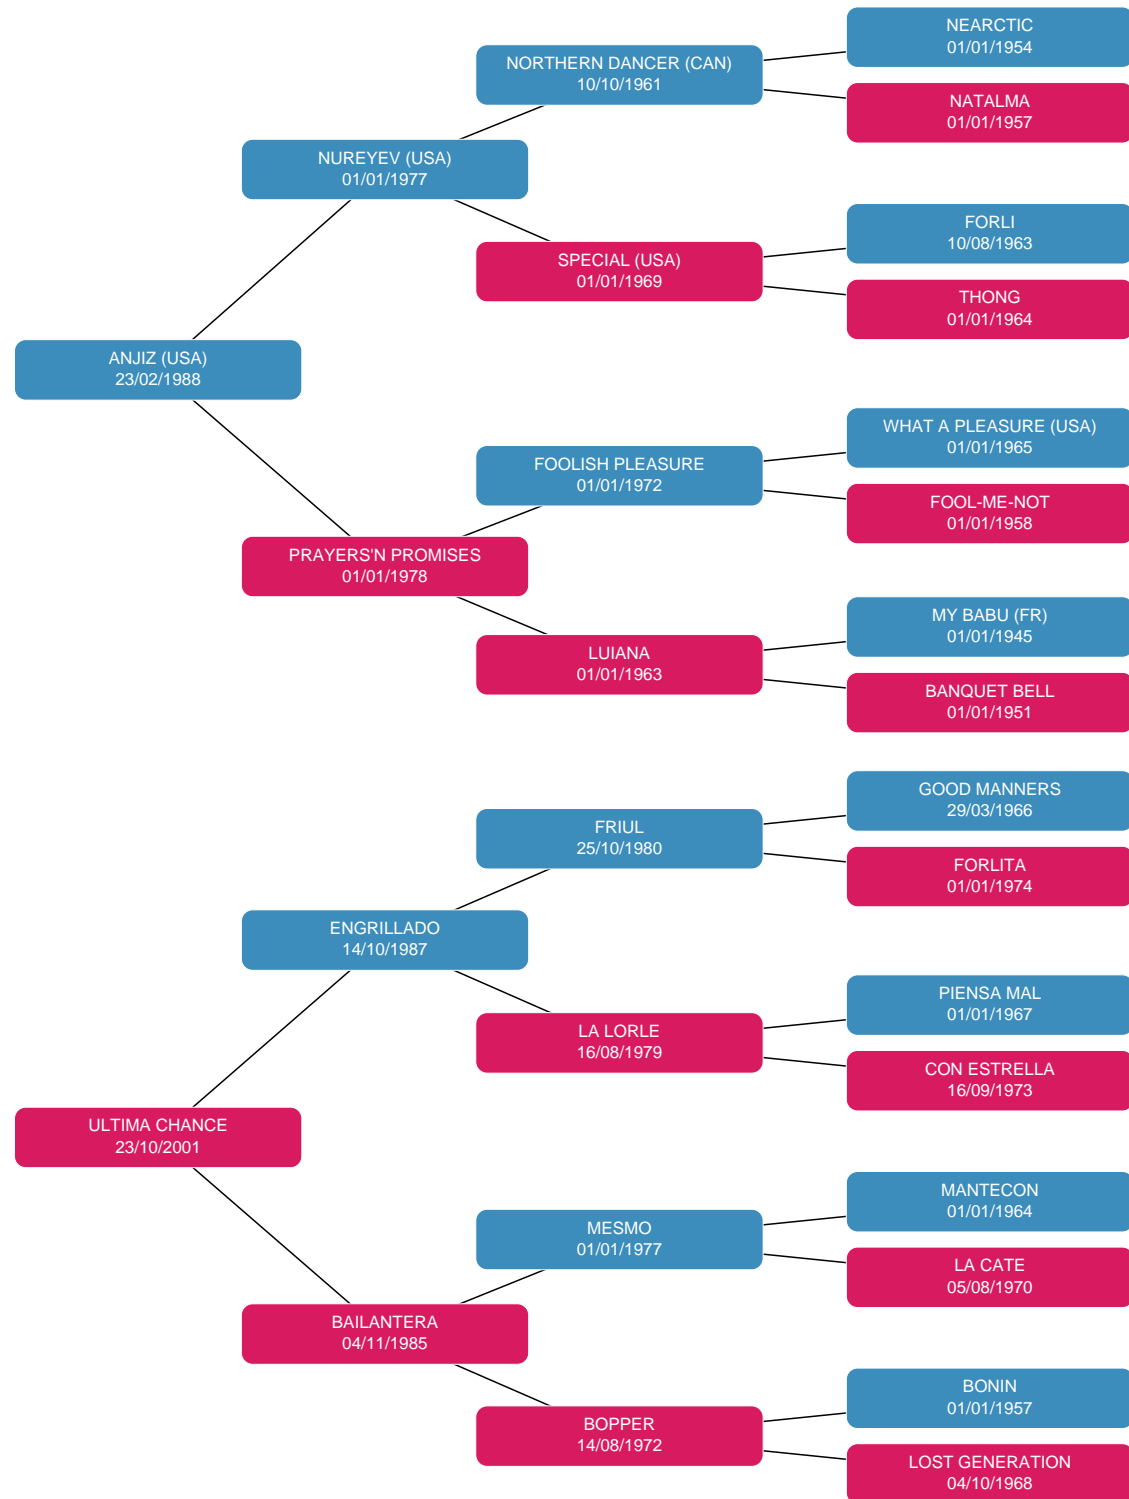 NEARCTIC
01/01/1954
NORTHERN DANCER (CAN)
10/10/1961
NATALMA
01/01/1957
NUREYEV (USA)
01/01/1977
FORLI
10/08/1963
SPECIAL (USA)
01/01/1969
THONG
01/01/1964
ANJIZ (USA)
23/02/1988
WHAT A PLEASURE (USA)
01/01/1965
FOOLISH PLEASURE
01/01/1972
FOOL-ME-NOT
01/01/1958
PRAYERS'N PROMISES
01/01/1978
MY BABU (FR)
01/01/1945
LUIANA
01/01/1963
BANQUET BELL
01/01/1951
GOOD MANNERS
29/03/1966
FRIUL
25/10/1980
FORLITA
01/01/1974
ENGRILLADO
14/10/1987
PIENSA MAL
01/01/1967
LA LORLE
16/08/1979
CON ESTRELLA
16/09/1973
ULTIMA CHANCE
23/10/2001
MANTECON
01/01/1964
MESMO
01/01/1977
LA CATE
05/08/1970
BAILANTERA
04/11/1985
BONIN
01/01/1957
BOPPER
14/08/1972
LOST GENERATION
04/10/1968